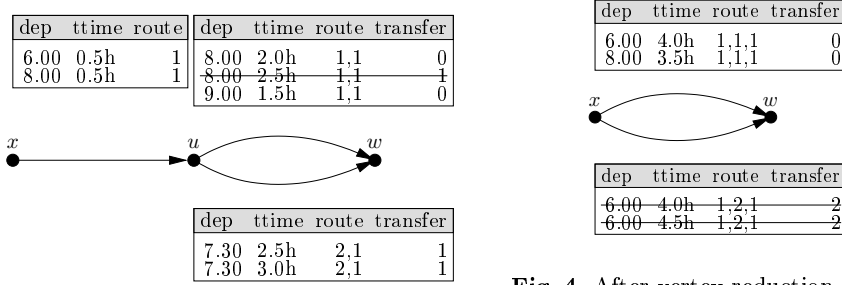 dep ttime route
6.00 0.5h 1
8.00 0.5h 1
dep ttime route transfer
8.00 2.0h 1,1 0
8.00 2.5h 1,1 1
9.00 1.5h 1,1 0
x u w
dep ttime route transfer
7.30 2.5h 2,1 1
7.30 3.0h 2,1 1
dep ttime route transfer
6.00 4.0h 1,1,1 0
8.00 3.5h 1,1,1 0
x w
dep ttime route transfer
6.00 4.0h 1,2,1 2
6.00 4.5h 1,2,1 2
Fig. 4. After vertex reduction